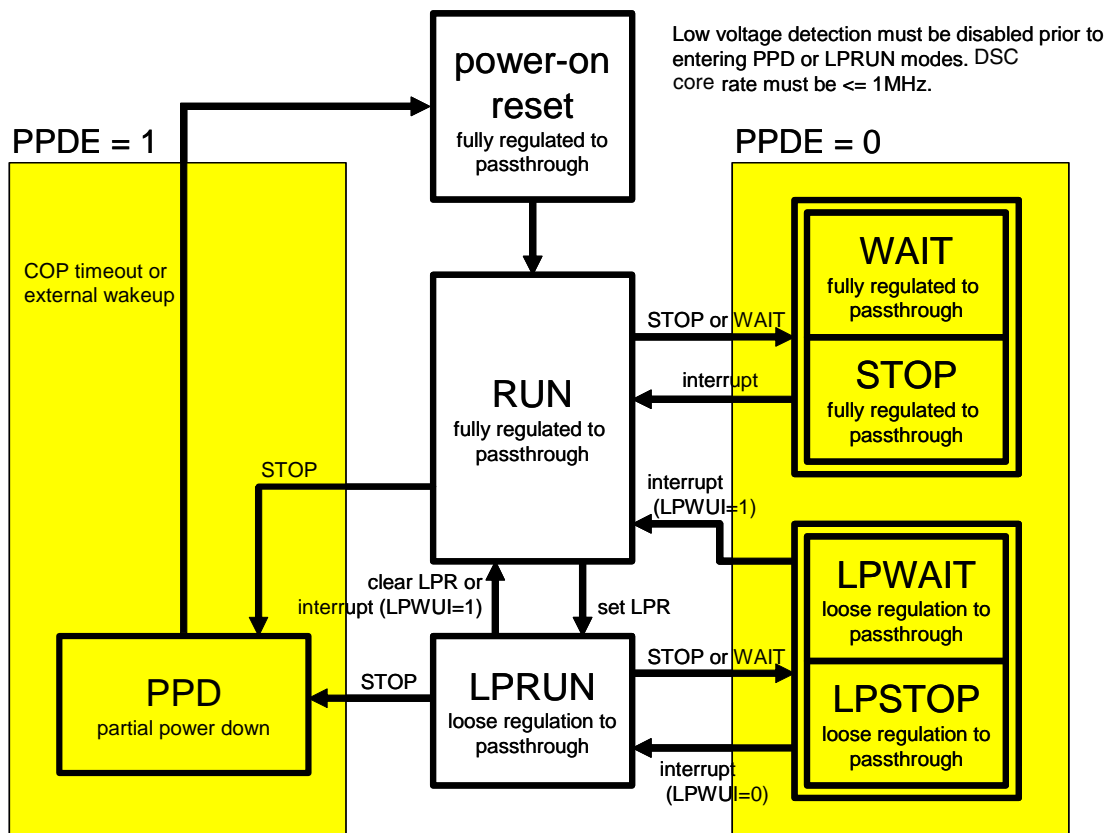 power-on
reset
fully regulated to
passthrough
Low voltage detection must be disabled prior to
entering PPD or LPRUN modes. DSC
core rate must be <= 1MHz.
PPDE = 1
PPDE = 0
COP timeout or
external wakeup
WAIT
fully regulated to
passthrough
STOP
fully regulated to
passthrough
STOP or WAIT
interrupt
RUN
fully regulated to
passthrough
STOP
interrupt
(LPWUI=1)
clear LPR or
interrupt (LPWUI=1)
set LPR
LPWAIT
loose regulation to
passthrough
LPSTOP
loose regulation to
passthrough
STOP or WAIT
PPD
partial power down
STOP
LPRUN
loose regulation to
passthrough
interrupt
(LPWUI=0)